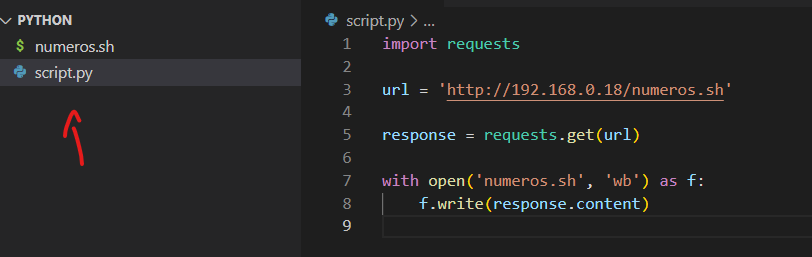 PYTHON
$ numeros.sh
script.py
script.py > ...
1 import requests
2
3 url = 'http://192.168.0.18/numeros.sh'
4
5 response = requests.get(url)
6
7 with open('numeros.sh', 'wb') as f:
8     f.write(response.content)
9